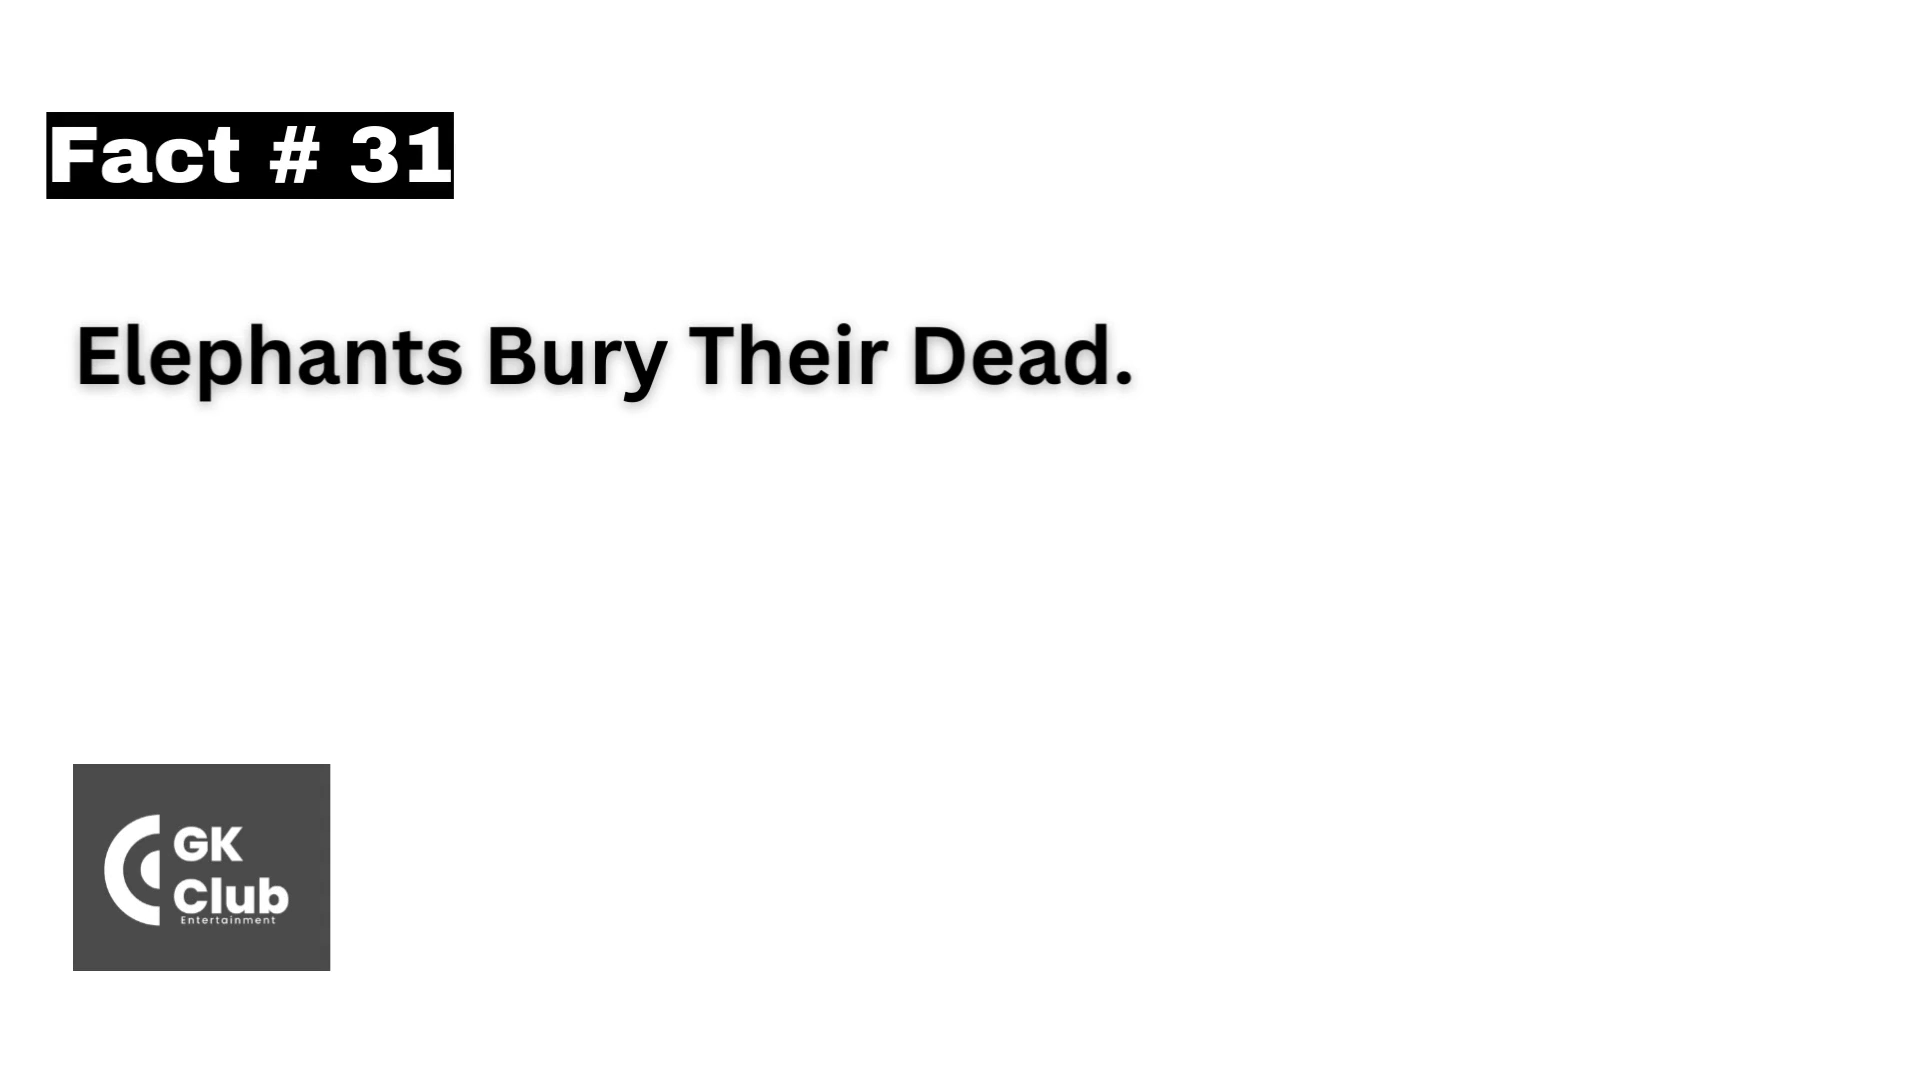 Fact # 31
Elephants Bury Their Dead.
GK
Club
Entertainment